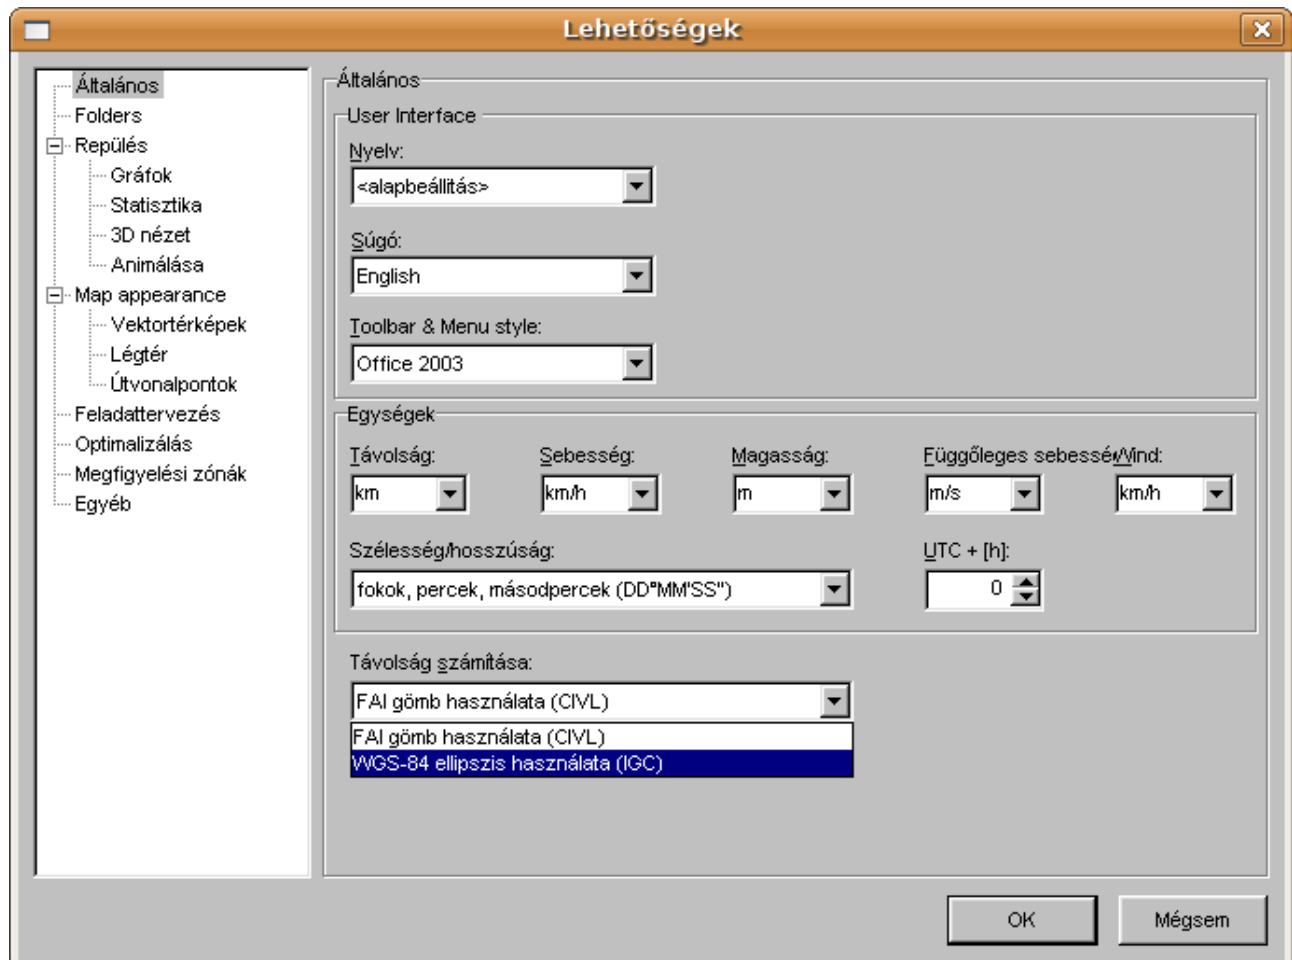 Lehetőségek
Általános
Folders
Repülés
Gráfok
Statisztika
3D nézet
Animálása
Map appearance
Vektortérképek
Légtér
Útvonalpontok
Feladattervezés
Optimalizálás
Megfigyelési zónák
Egyéb
Általános
User Interface
Nyelv:
<alapbeállitás>
Súgó:
English
Toolbar & Menu style:
Office 2003
Egységek
Távolság: Sebesség: Magasság: Függőleges sebessé Wind:
km km/h m m/s km/h
Szélesség/hosszúság: UTC + [h]:
fokok, percek, másodpercek (DD°MM'SS") 0
Távolság számítása:
FAI gömb használata (CIVL)
FAI gömb használata (CIVL)
WGS-84 ellipszis használata (IGC)
OK Mégsem